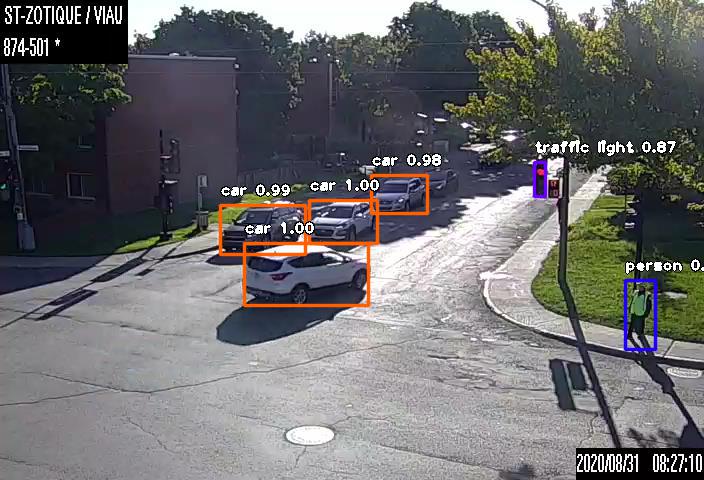 ST-ZOTIQUE / VIAU
874-501 *
traffic light 0.87
car 0.98
car 0.99
car 1.00
car 1.00
person 0.
2020/08/31 08:27:10